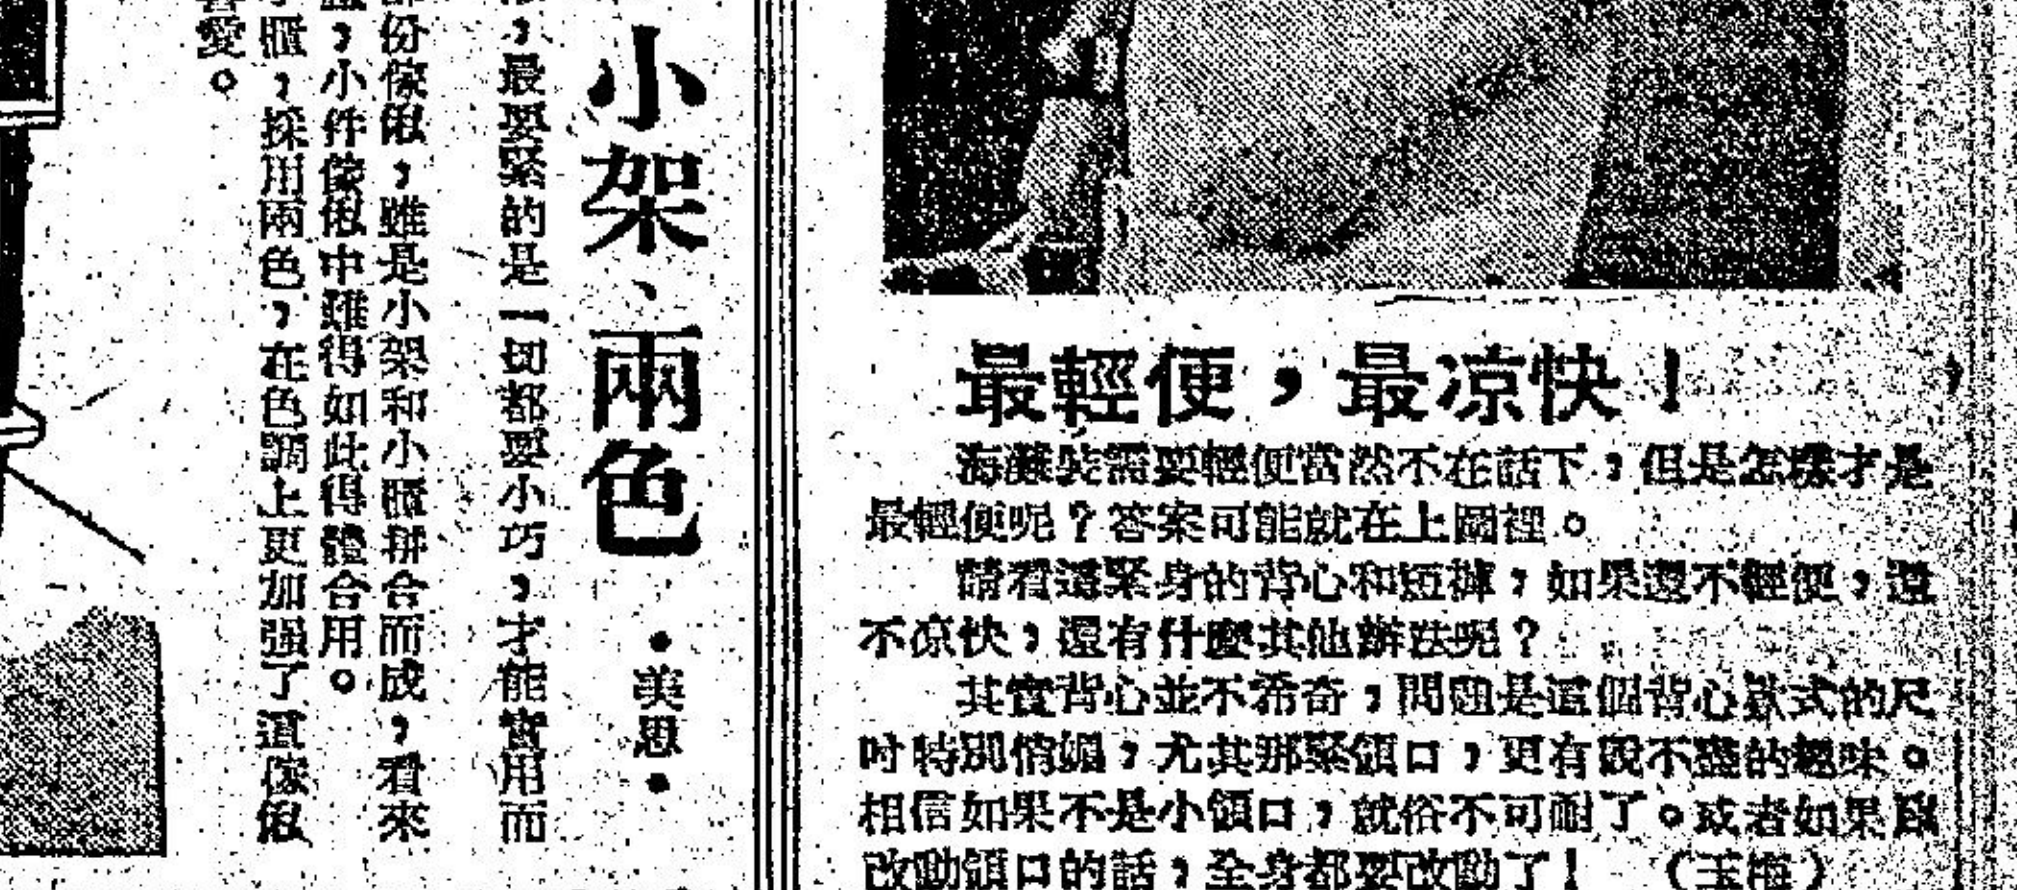 最輕便，最凉快！
海灘裝需要輕便當然不在話下，但是怎樣才是
最輕便呢？答案可能就在上圖裡。
請看這緊身的背心和短褲，如果還不輕便，還
不凉快，還有什麼其他辦法呢？
其實背心並不希奇，問題是這個背心款式的尺
吋特別俏媚，尤其那緊領口，更有說不盡的趣味。
相信如果不是小領口，就俗不可耐了。或者如果
改動領口的話，全身都要改動了！（玉梅）
小架、兩色
•美思•
，最要緊的是一切都要小巧，才能實用而
份傢俬，雖是小架和小櫃拼合而成，看來
，小件傢俬中難得如此得體合用。
櫃，採用兩色，在色調上更加强了這傢俬
愛。